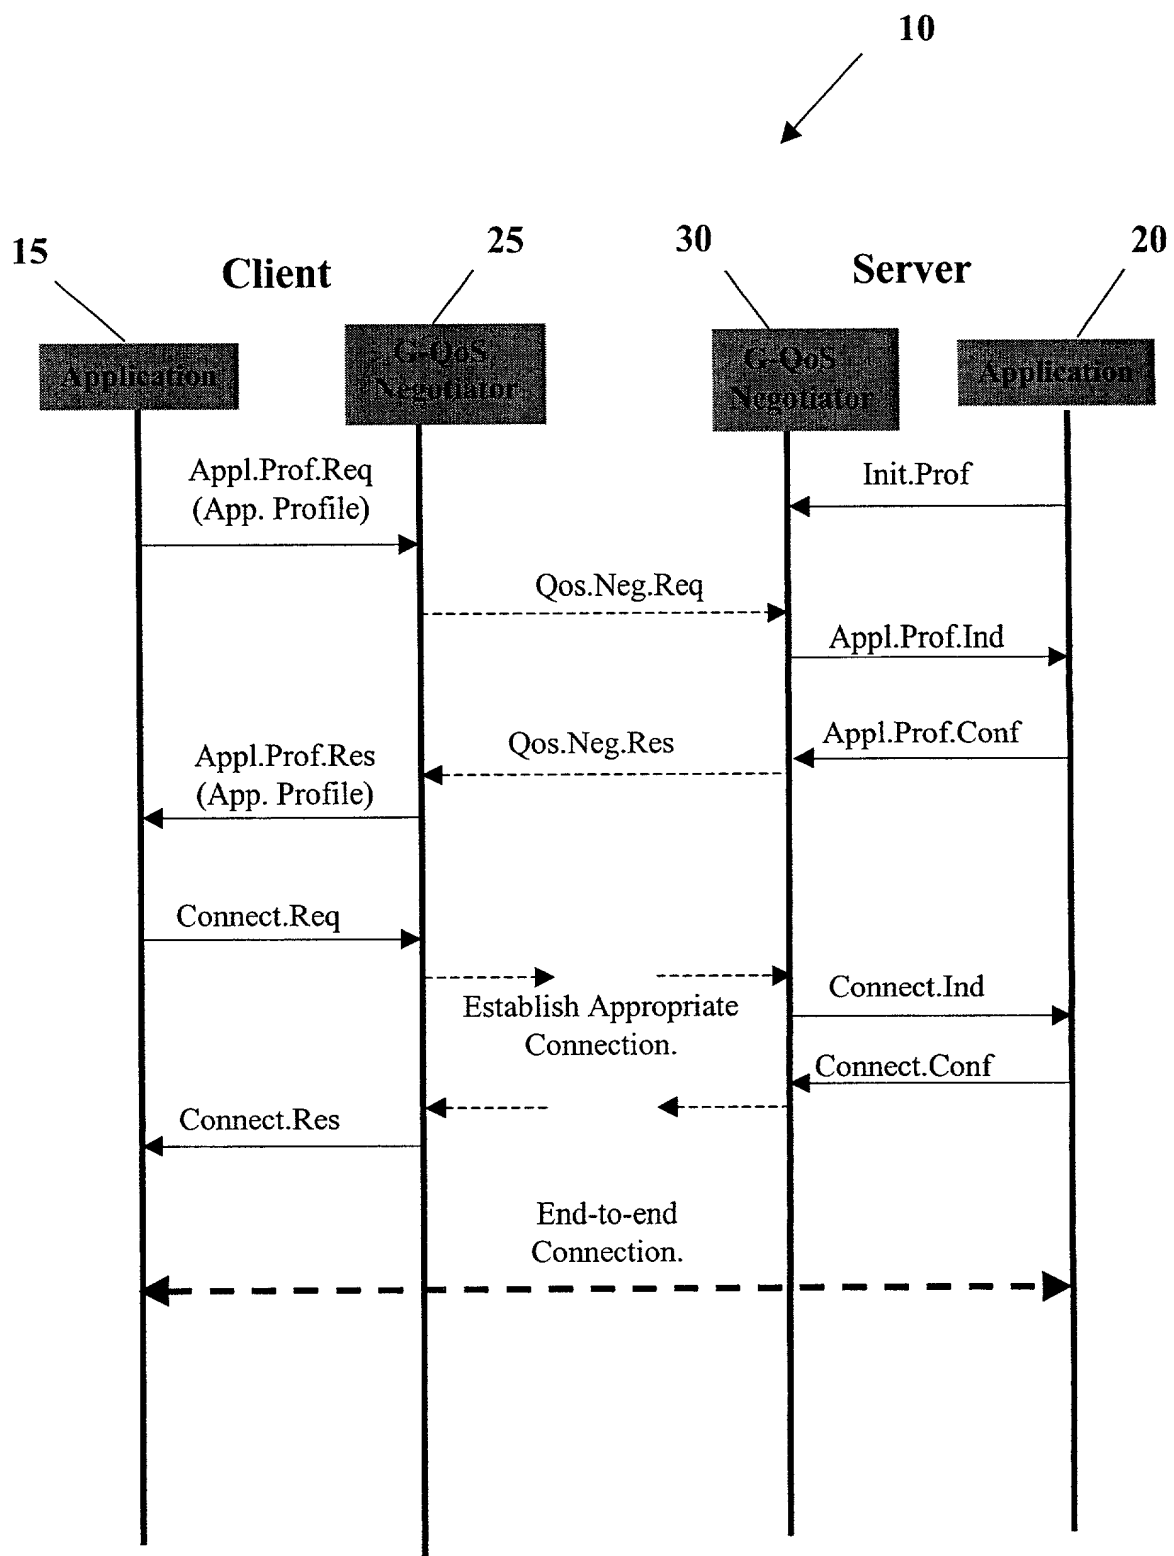 10
15
Client
25
30
Server
20
Application
G-QoS
Negotiator
G-QoS
Negotiator
Application
Appl.Prof.Req
(App. Profile)
Init.Prof
Qos.Neg.Req
Appl.Prof.Ind
Appl.Prof.Conf
Qos.Neg.Res
Appl.Prof.Res
(App. Profile)
Connect.Req
Connect.Ind
Establish Appropriate
Connection.
Connect.Conf
Connect.Res
End-to-end
Connection.